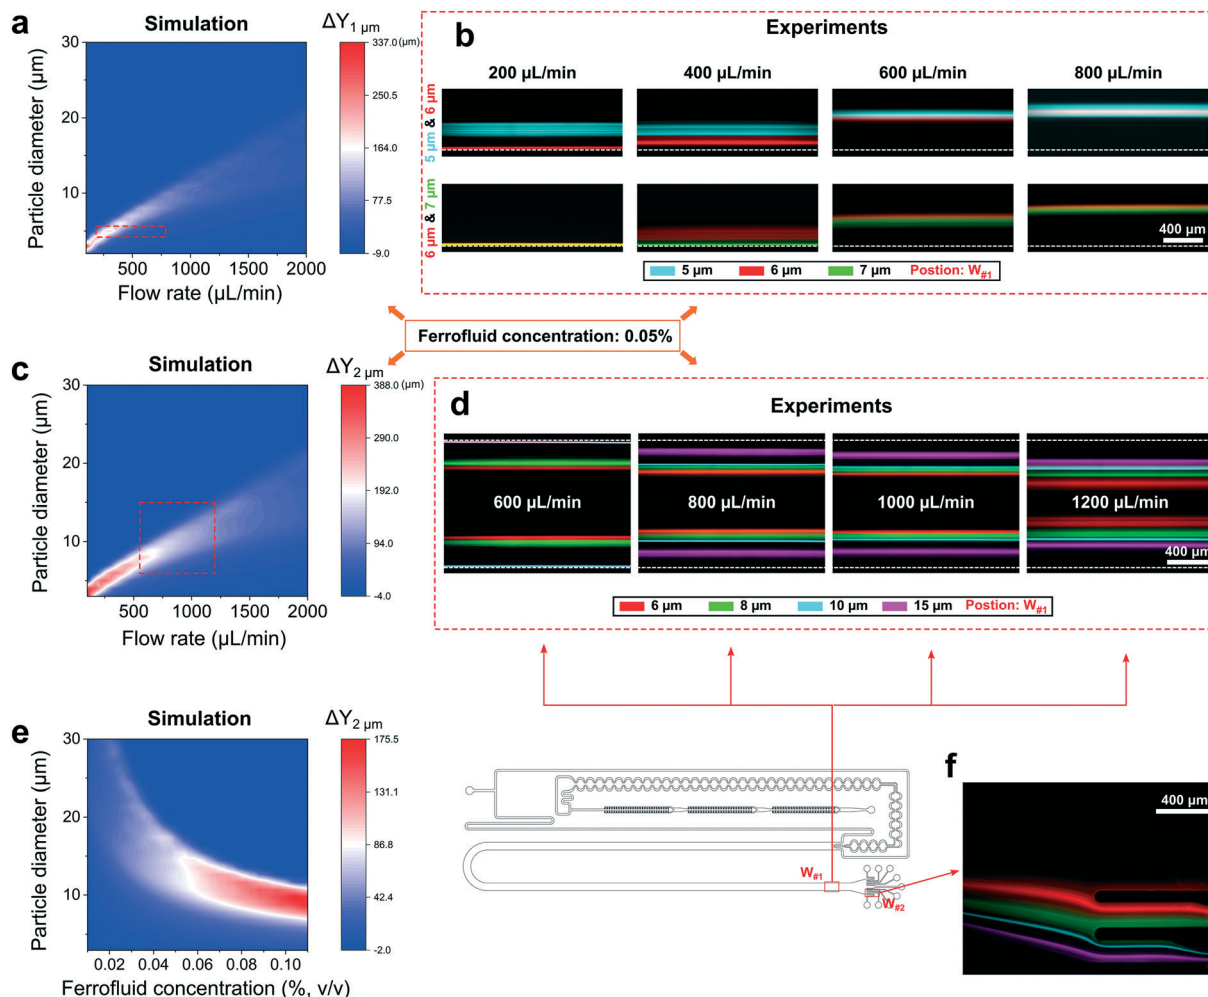 a
Simulation
ΔY1 μm
Particle diameter (μm)
30
20
10
500
1000
1500
2000
Flow rate (μL/min)
337.0 (μm)
250.5
164.0
77.5
-9.0
b
Experiments
200 μL/min
400 μL/min
600 μL/min
800 μL/min
5 μm & 6 μm
6 μm & 7 μm
400 μm
5 μm
6 μm
7 μm
Postion: W#1
Ferrofluid concentration: 0.05%
c
Simulation
ΔY2 μm
Particle diameter (μm)
30
20
10
500
1000
1500
2000
Flow rate (μL/min)
388.0 (μm)
290.0
192.0
94.0
-4.0
d
Experiments
600 μL/min
800 μL/min
1000 μL/min
1200 μL/min
400 μm
6 μm
8 μm
10 μm
15 μm
Postion: W#1
e
Simulation
ΔY2 μm
Particle diameter (μm)
30
20
10
0.02
0.04
0.06
0.08
0.10
Ferrofluid concentration (%, v/v)
175.5
131.1
86.8
42.4
-2.0
W#1
W#2
f
400 μm